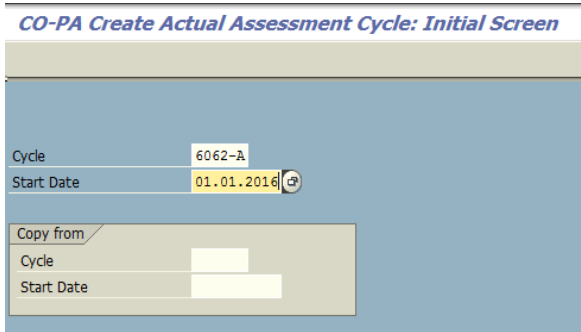 CO-PA Create Actual Assessment Cycle: Initial Screen
Cycle 6062-A
Start Date 01.01.2016
Copy from
Cycle
Start Date